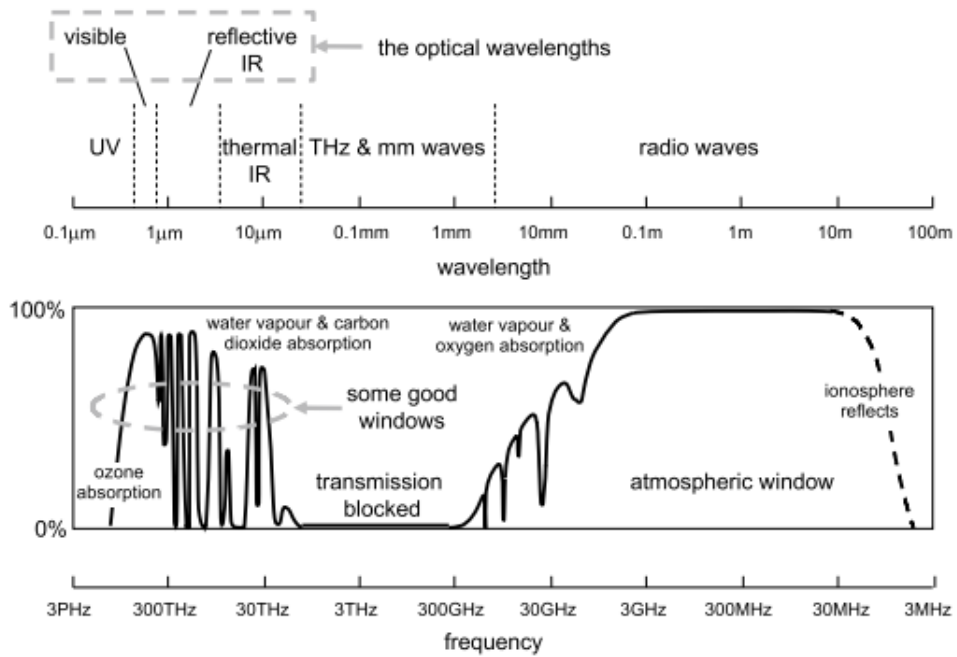 visible
reflective
IR
the optical wavelengths
UV
thermal
IR
THz & mm waves
radio waves
0.1μm
1μm
10μm
0.1mm
1mm
10mm
0.1m
1m
10m
100m
wavelength
100%
0%
water vapour & carbon
dioxide absorption
water vapour &
oxygen absorption
some good
windows
ionosphere
reflects
ozone
absorption
transmission
blocked
atmospheric window
3PHz
300THz
30THz
3THz
300GHz
30GHz
3GHz
300MHz
30MHz
3MHz
frequency